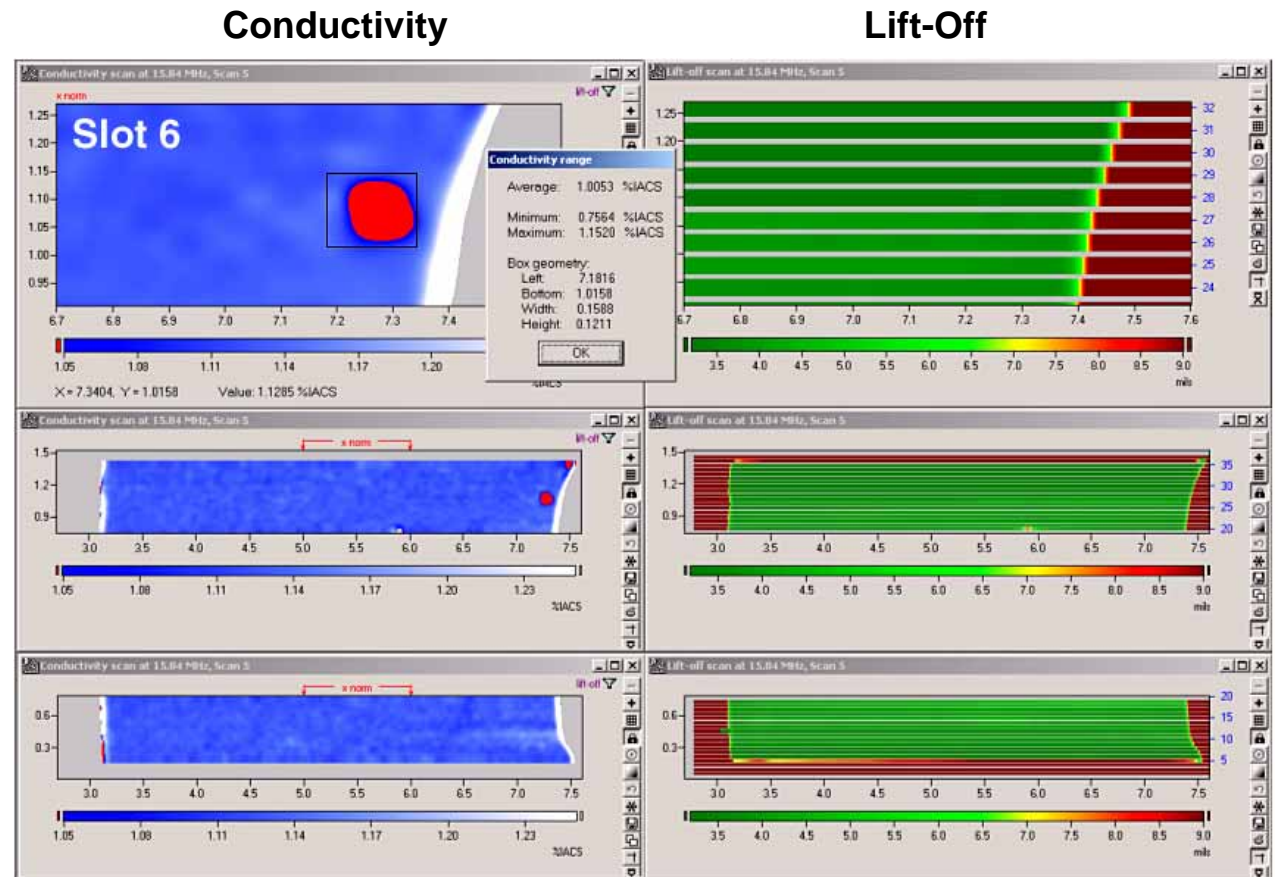 Conductivity Lift-Off
Conductivity scan at 15.84 MHz, Scan 5
x norm lift-off
Slot 6
1.25
1.20
1.15
1.10
1.05
1.00
0.95
6.7 6.8 6.9 7.0 7.1 7.2 7.3 7.4
1.05 1.08 1.11 1.14 1.17 1.20
%IACS
X = 7.3404, Y = 1.0158 Value: 1.1285 %IACS
Conductivity range
Average: 1.0053 %IACS
Minimum: 0.7564 %IACS
Maximum: 1.1520 %IACS
Box geometry:
Left: 7.1816
Bottom: 1.0158
Width: 0.1588
Height: 0.1211
OK
Lift-off scan at 15.84 MHz, Scan 5
1.25
1.20
32
31
30
29
28
27
26
25
24
6.7 6.8 6.9 7.0 7.1 7.2 7.3 7.4 7.5 7.6
3.5 4.0 4.5 5.0 5.5 6.0 6.5 7.0 7.5 8.0 8.5 9.0
mils
Conductivity scan at 15.84 MHz, Scan 5
x norm lift-off
1.5
1.2
0.9
3.0 3.5 4.0 4.5 5.0 5.5 6.0 6.5 7.0 7.5
1.05 1.08 1.11 1.14 1.17 1.20 1.23
%IACS
Lift-off scan at 15.84 MHz, Scan 5
1.5
1.2
0.9
35
30
25
20
3.0 3.5 4.0 4.5 5.0 5.5 6.0 6.5 7.0 7.5
3.5 4.0 4.5 5.0 5.5 6.0 6.5 7.0 7.5 8.0 8.5 9.0
mils
Conductivity scan at 15.84 MHz, Scan 5
x norm lift-off
0.6
0.3
3.0 3.5 4.0 4.5 5.0 5.5 6.0 6.5 7.0 7.5
1.05 1.08 1.11 1.14 1.17 1.20 1.23
%IACS
Lift-off scan at 15.84 MHz, Scan 5
0.6
0.3
20
15
10
5
3.0 3.5 4.0 4.5 5.0 5.5 6.0 6.5 7.0 7.5
3.5 4.0 4.5 5.0 5.5 6.0 6.5 7.0 7.5 8.0 8.5 9.0
mils